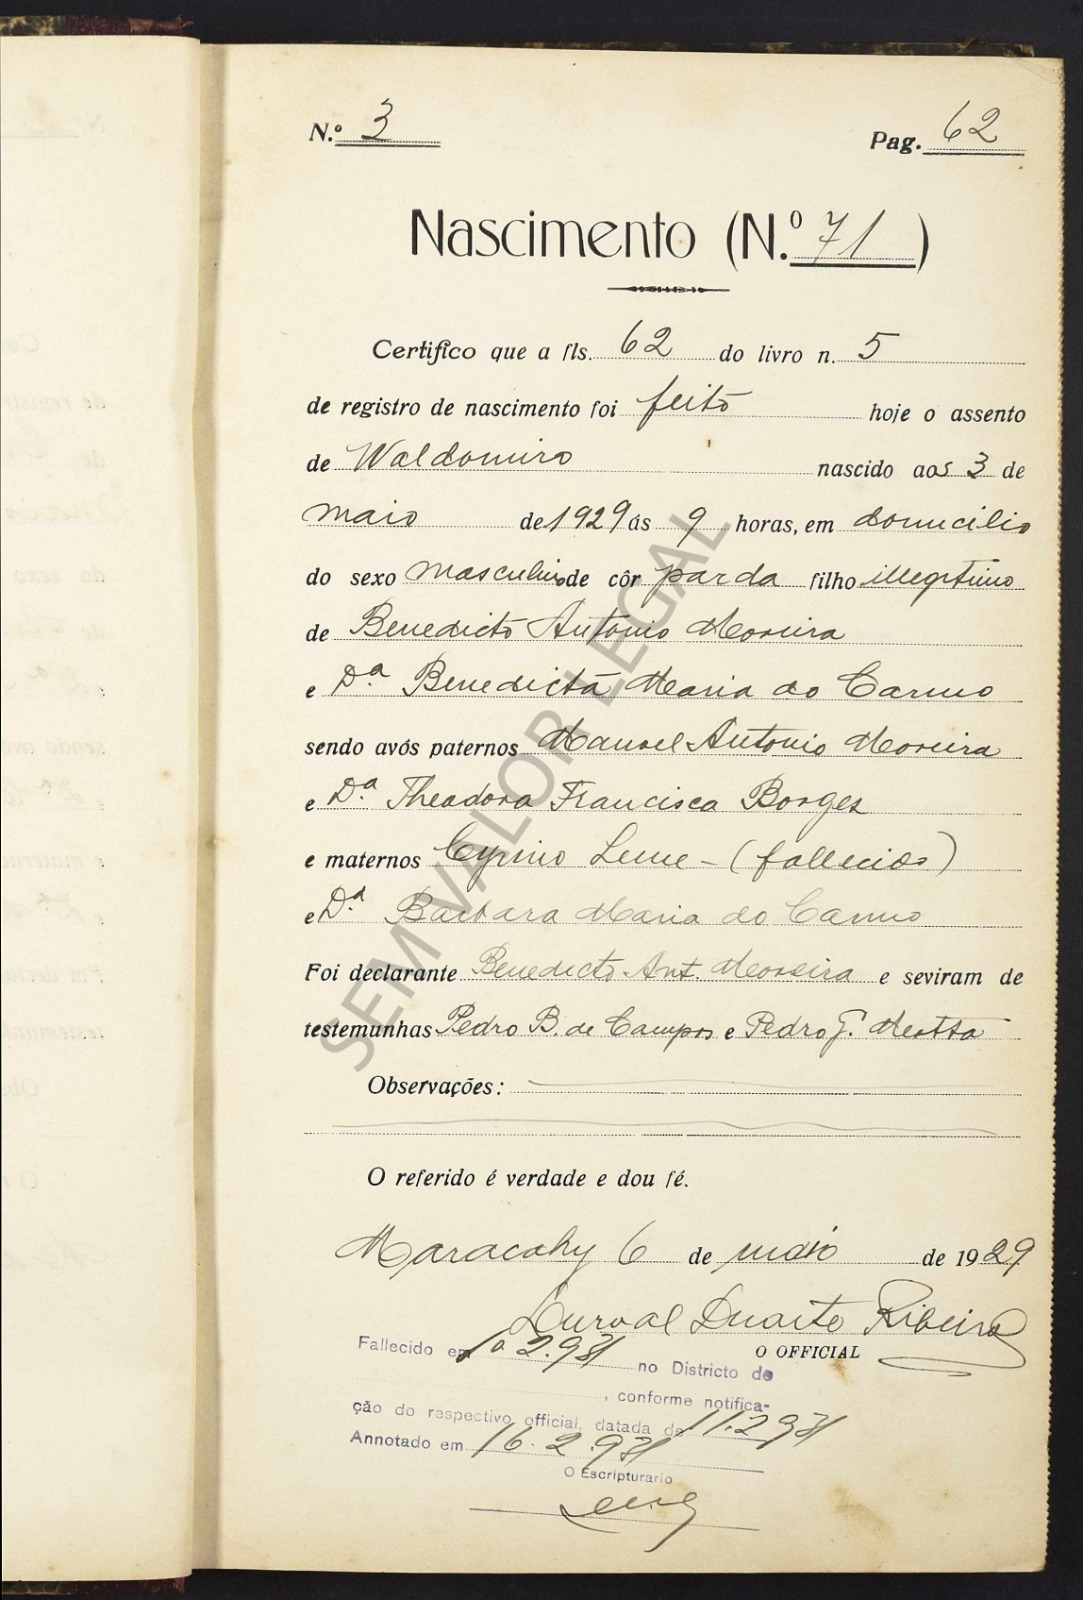 N.º 3
Pag. 62
Nascimento (N.º 71)
Certifico que a fls. 62 do livro n. 5
de registro de nascimento foi feito hoje o assento
de Waldomiro nascido aos 3 de
maio de 1929 ás 9 horas, em domicilio
do sexo masculino de côr parda filho illegitimo
de Benedicto Antonio Moreira
e D.ª Benedicta Maria do Carmo
sendo avós paternos Manoel Antonio Moreira
e D.ª Theadora Francisca Borges
e maternos Cyrino Leme - (fallecido)
e D.ª Barbara Maria do Carmo
Foi declarante Benedicto Ant. Moreira e seviram de
testemunhas Pedro B. de Campos e Pedro G. Motta
Observações:
O referido é verdade e dou fé.
Maracahy 6 de maio de 1929
Durval Duarte Ribeiro
O OFFICIAL
Fallecido em 10.2.931 no Districto de
, conforme notifica-
ção do respectivo official, datada de 11.2.931
Annotado em 16.2.931
O Escripturario
SEM VALOR LEGAL